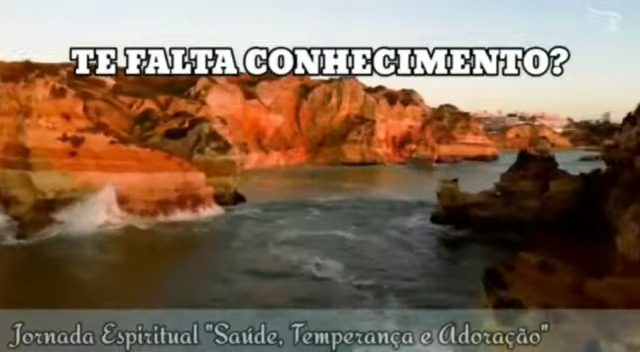 TE FALTA CONHECIMENTO?
Jornada Espiritual "Saúde, Temperança e Adoração"